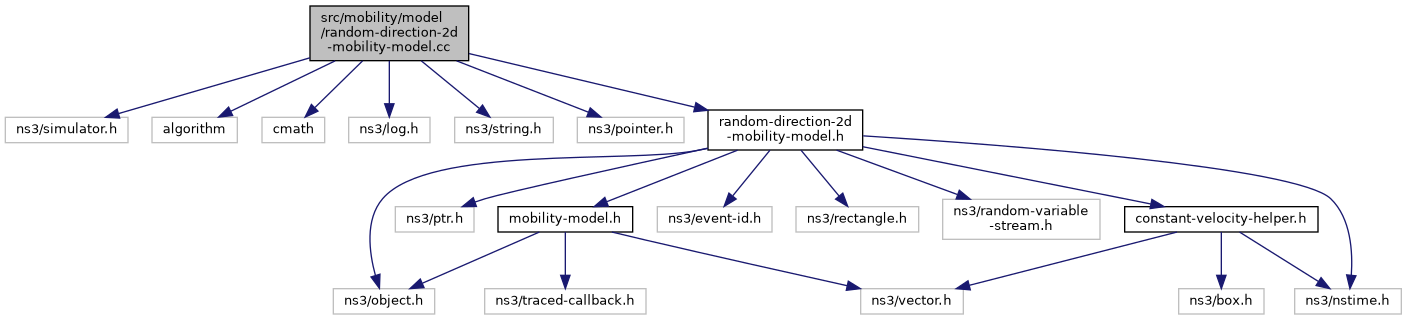 src/mobility/model
/random-direction-2d
-mobility-model.cc
ns3/simulator.h
algorithm
cmath
ns3/log.h
ns3/string.h
ns3/pointer.h
random-direction-2d
-mobility-model.h
ns3/ptr.h
mobility-model.h
ns3/event-id.h
ns3/rectangle.h
ns3/random-variable
-stream.h
constant-velocity-helper.h
ns3/object.h
ns3/traced-callback.h
ns3/vector.h
ns3/box.h
ns3/nstime.h